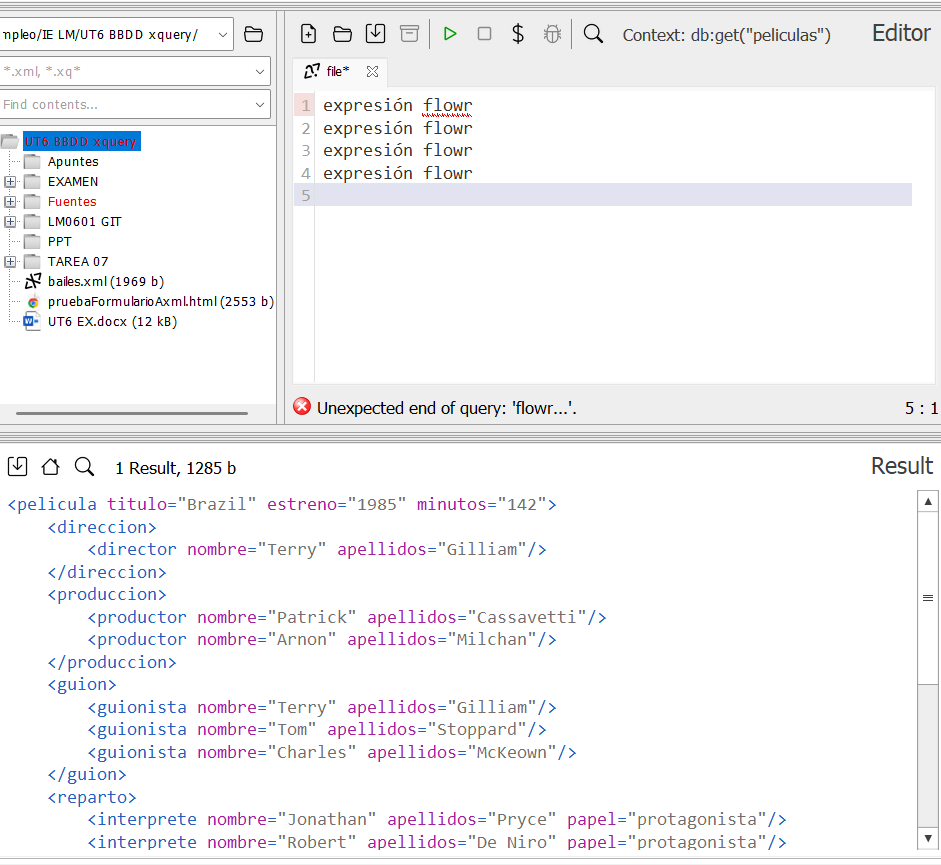 mpleo/IE LM/UT6 BBDD xquery/
*.xml, *.xq*
Find contents...
UT6 BBDD xquery
Apuntes
EXAMEN
Fuentes
LM0601 GIT
PPT
TAREA 07
bailes.xml (1969 b)
pruebaFormularioAxml.html (2553 b)
UT6 EX.docx (12 kB)
$
Context: db:get("peliculas")
Editor
file*
1 expresión flowr
2 expresión flowr
3 expresión flowr
4 expresión flowr
5
Unexpected end of query: 'flowr...'.
5 : 1
1 Result, 1285 b
Result
<pelicula titulo="Brazil" estreno="1985" minutos="142">
<direccion>
<director nombre="Terry" apellidos="Gilliam"/>
</direccion>
<produccion>
<productor nombre="Patrick" apellidos="Cassavetti"/>
<productor nombre="Arnon" apellidos="Milchan"/>
</produccion>
<guion>
<guionista nombre="Terry" apellidos="Gilliam"/>
<guionista nombre="Tom" apellidos="Stoppard"/>
<guionista nombre="Charles" apellidos="McKeown"/>
</guion>
<reparto>
<interprete nombre="Jonathan" apellidos="Pryce" papel="protagonista"/>
<interprete nombre="Robert" apellidos="De Niro" papel="protagonista"/>